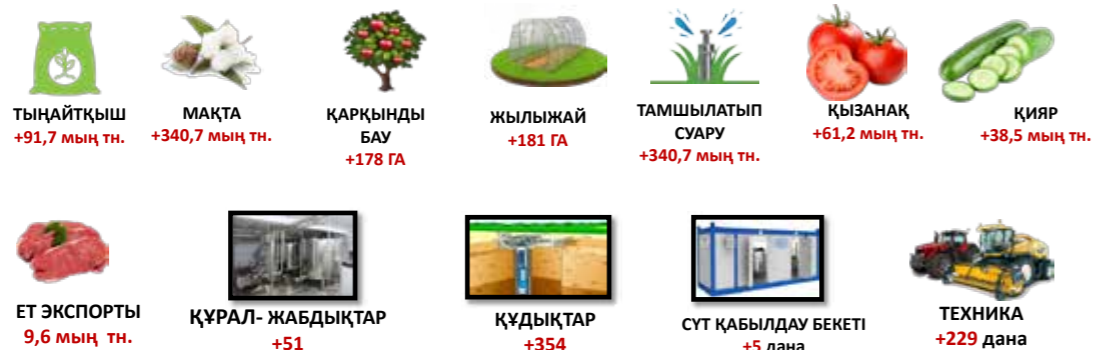 ТЫҢАЙТҚЫШ
+91,7 мың тн.
МАҚТА
+340,7 мың тн.
ҚАРҚЫНДЫ
БАУ
+178 ГА
ЖЫЛЫЖАЙ
+181 ГА
ТАМШЫЛАТЫП
СУАРУ
+340,7 мың тн.
ҚЫЗАНАҚ
+61,2 мың тн.
ҚИЯР
+38,5 мың тн.
ЕТ ЭКСПОРТЫ
9,6 мың тн.
ҚҰРАЛ- ЖАБДЫҚТАР
+51
ҚҰДЫҚТАР
+354
СҮТ ҚАБЫЛДАУ БЕКЕТІ
+5 дана
ТЕХНИКА
+229 дана